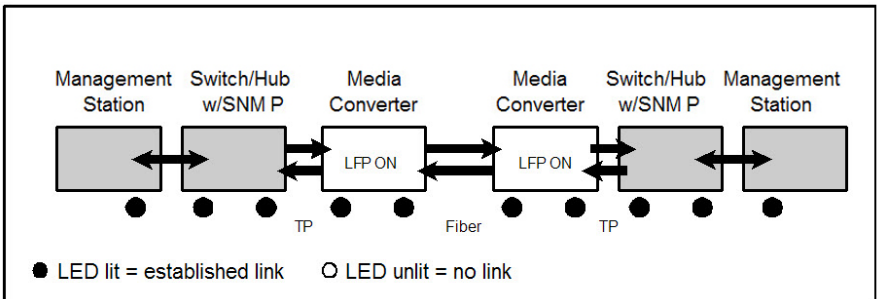 Management Station
Switch/Hub w/SNM P
Media Converter
Media Converter
Switch/Hub w/SNM P
Management Station
LFP ON
LFP ON
TP
Fiber
TP
LED lit = established link
LED unlit = no link